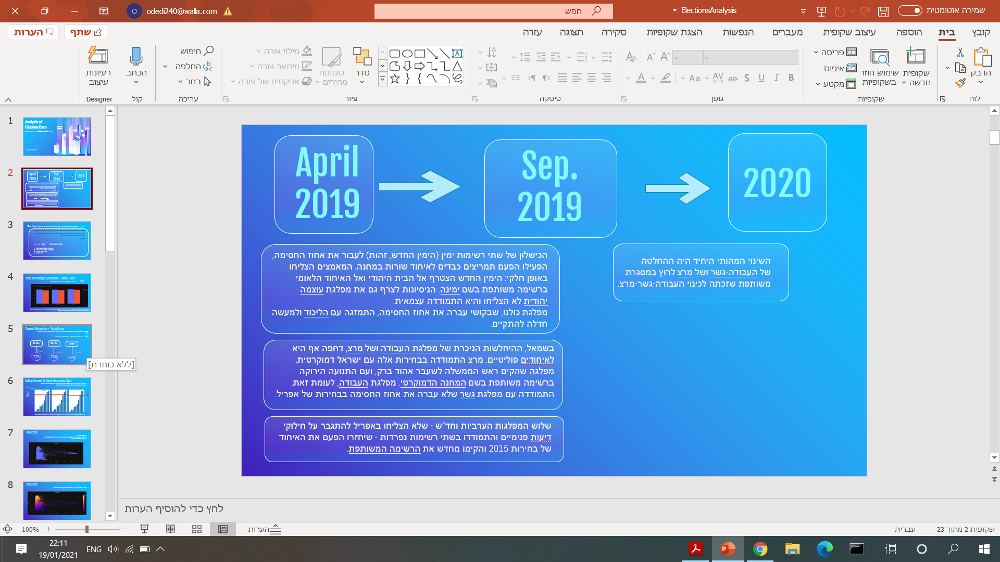 שמירה אוטומטית
ElectionsAnalysis
חפש
odedi240@walla.com
O
קובץ
בית
הוספה
עיצוב שקופית
מעברים
הנפשות
הצגת שקופיות
סקירה
תצוגה
עזרה
שתף
הערות
הדבק
לוח
שקופית
חדשה
שימוש חוזר
בשקופיות
פריסה
איפוס
מקטע
שקופיות
גופן
פיסקה
סדר
סגנונות
מהירים
מילוי צורה
מיתאר צורה
אפקטים של צורה
ציור
חיפוש
החלפה
בחר
עריכה
הכתב
קול
רעיונות
עיצוב
Designer
1
Analysis of
Election Data
2
3
4
Vote Percentage Estimation -
5
Turnout Estimation -
72%
72%
73%
[ללא כותרת]
6
Voting Percent by Socio-Economic Class
7
PCA 2020
8
PCA 2020
April
2019
Sep.
2019
2020
הכישלון של שתי רשימות ימין (הימין החדש, זהות) לעבור את אחוז החסימה,
הפעילו הפעם תמריצים כבדים לאיחוד שורות במחנה. המאמצים הצליחו
באופן חלקי: הימין החדש הצטרף אל הבית היהודי ואל האיחוד הלאומי
ברשימה משותפת בשם ימינה. הניסיונות לצרף גם את מפלגת עוצמה
יהודית לא הצליחו והיא התמודדה עצמאית.
מפלגת כולנו, שבקושי עברה את אחוז החסימה, התמזגה עם הליכוד ולמעשה
חדלה להתקיים.
בשמאל, ההיחלשות הניכרת של מפלגת העבודה ושל מרצ, דחפה אף היא
לאיחודים פוליטיים. מרצ התמודדה בבחירות אלה עם ישראל דמוקרטית,
מפלגה שהקים ראש הממשלה לשעבר אהוד ברק, ועם התנועה הירוקה
ברשימה משותפת בשם המחנה הדמוקרטי. מפלגת העבודה, לעומת זאת,
התמודדה עם מפלגת גשר שלא עברה את אחוז החסימה בבחירות של אפריל.
שלוש המפלגות הערביות וחד"ש - שלא הצליחו באפריל להתגבר על חילוקי
דיעות פנימיים והתמודדו בשתי רשימות נפרדות - שִיחזרו הפעם את האיחוד
של בחירות 2015 והקימו מחדש את הרשימה המשותפת.
השינוי המהותי היחיד היה ההחלטה
של העבודה-גשר ושל מרצ לרוץ במסגרת
משותפת שזכתה לכינוי העבודה-גשר-מרצ.
לחץ כדי להוסיף הערות
שקופית 2 מתוך 23
עברית
הערות
100%
22:11
19/01/2021
ENG